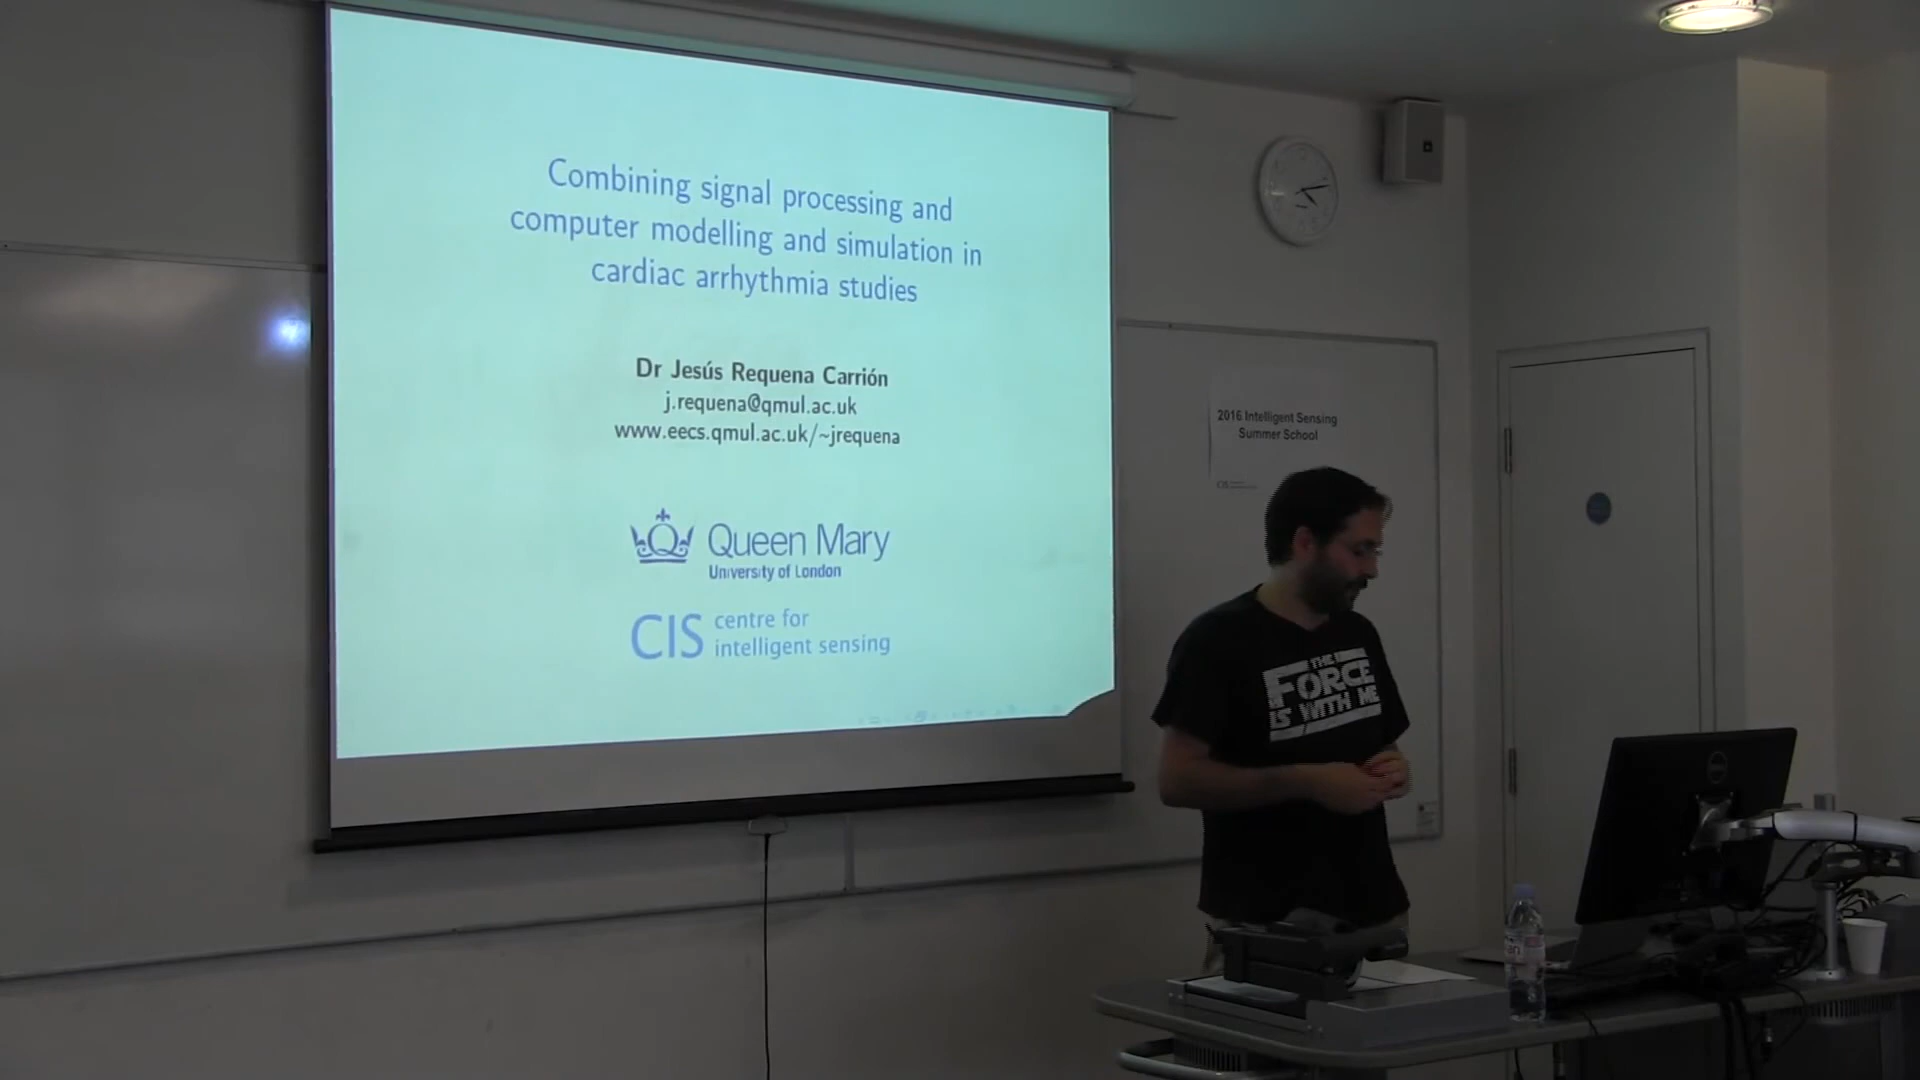 Combining signal processing and
computer modelling and simulation in
cardiac arrhythmia studies
Dr Jesús Requena Carrión
j.requena@qmul.ac.uk
www.eecs.qmul.ac.uk/~jrequena
Queen Mary
University of London
CIS centre for
intelligent sensing
2016 Intelligent Sensing
Summer School
CIS
THE
FORCE
IS WITH ME